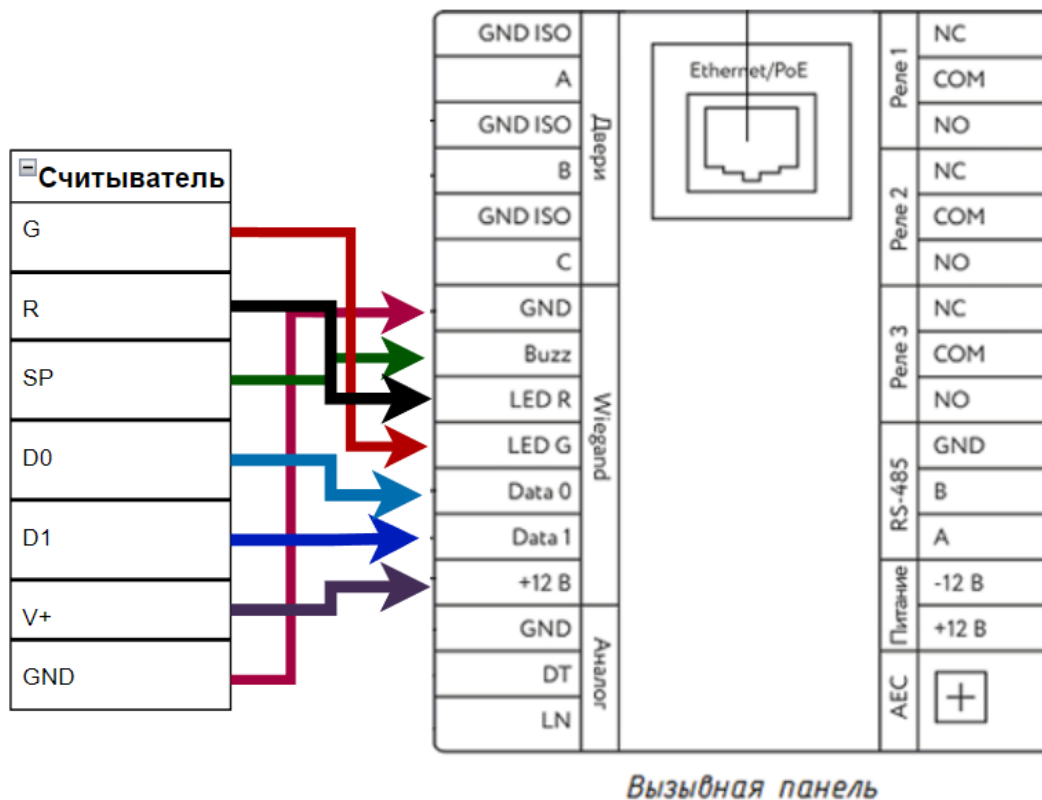 Считыватель
G
R
SP
D0
D1
V+
GND
GND ISO
A
GND ISO
B
GND ISO
C
Двери
GND
Buzz
LED R
LED G
Data 0
Data 1
+12 В
Wiegand
GND
DT
LN
Аналог
Ethernet/PoE
Реле 1
NC
COM
NO
Реле 2
NC
COM
NO
Реле 3
NC
COM
NO
RS-485
GND
B
A
Питание
-12 В
+12 В
АЕС
Вызывная панель